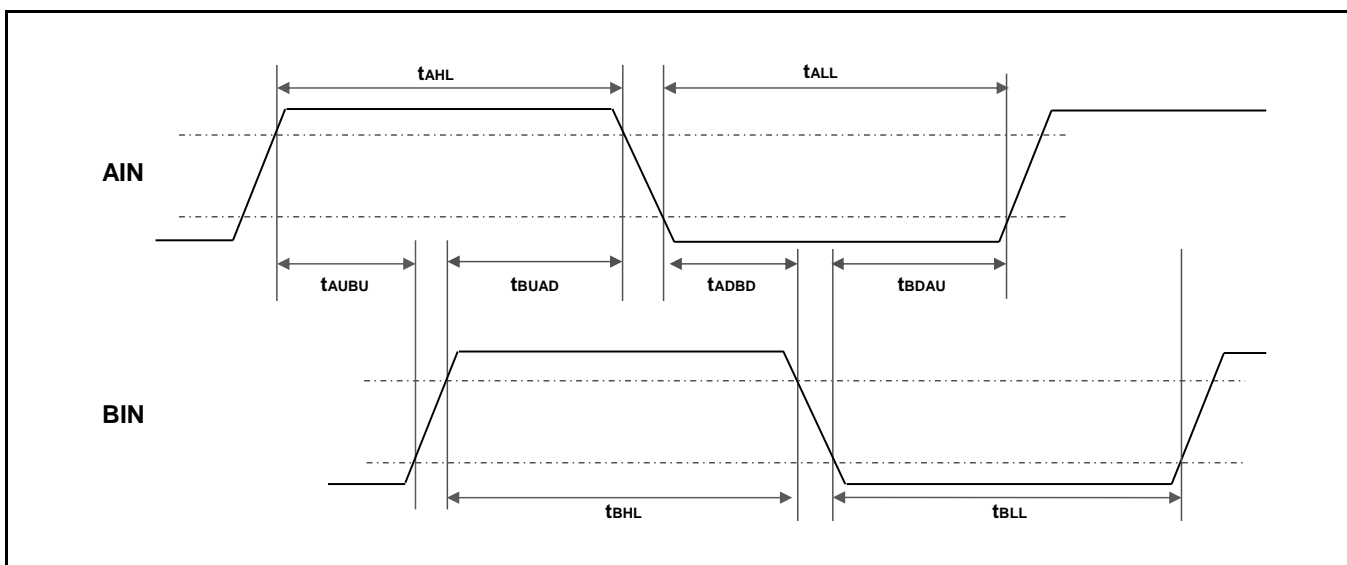 tAHL
tALL
AIN
tAUBU
tBUAD
tADBD
tBDAU
BIN
tBHL
tBLL